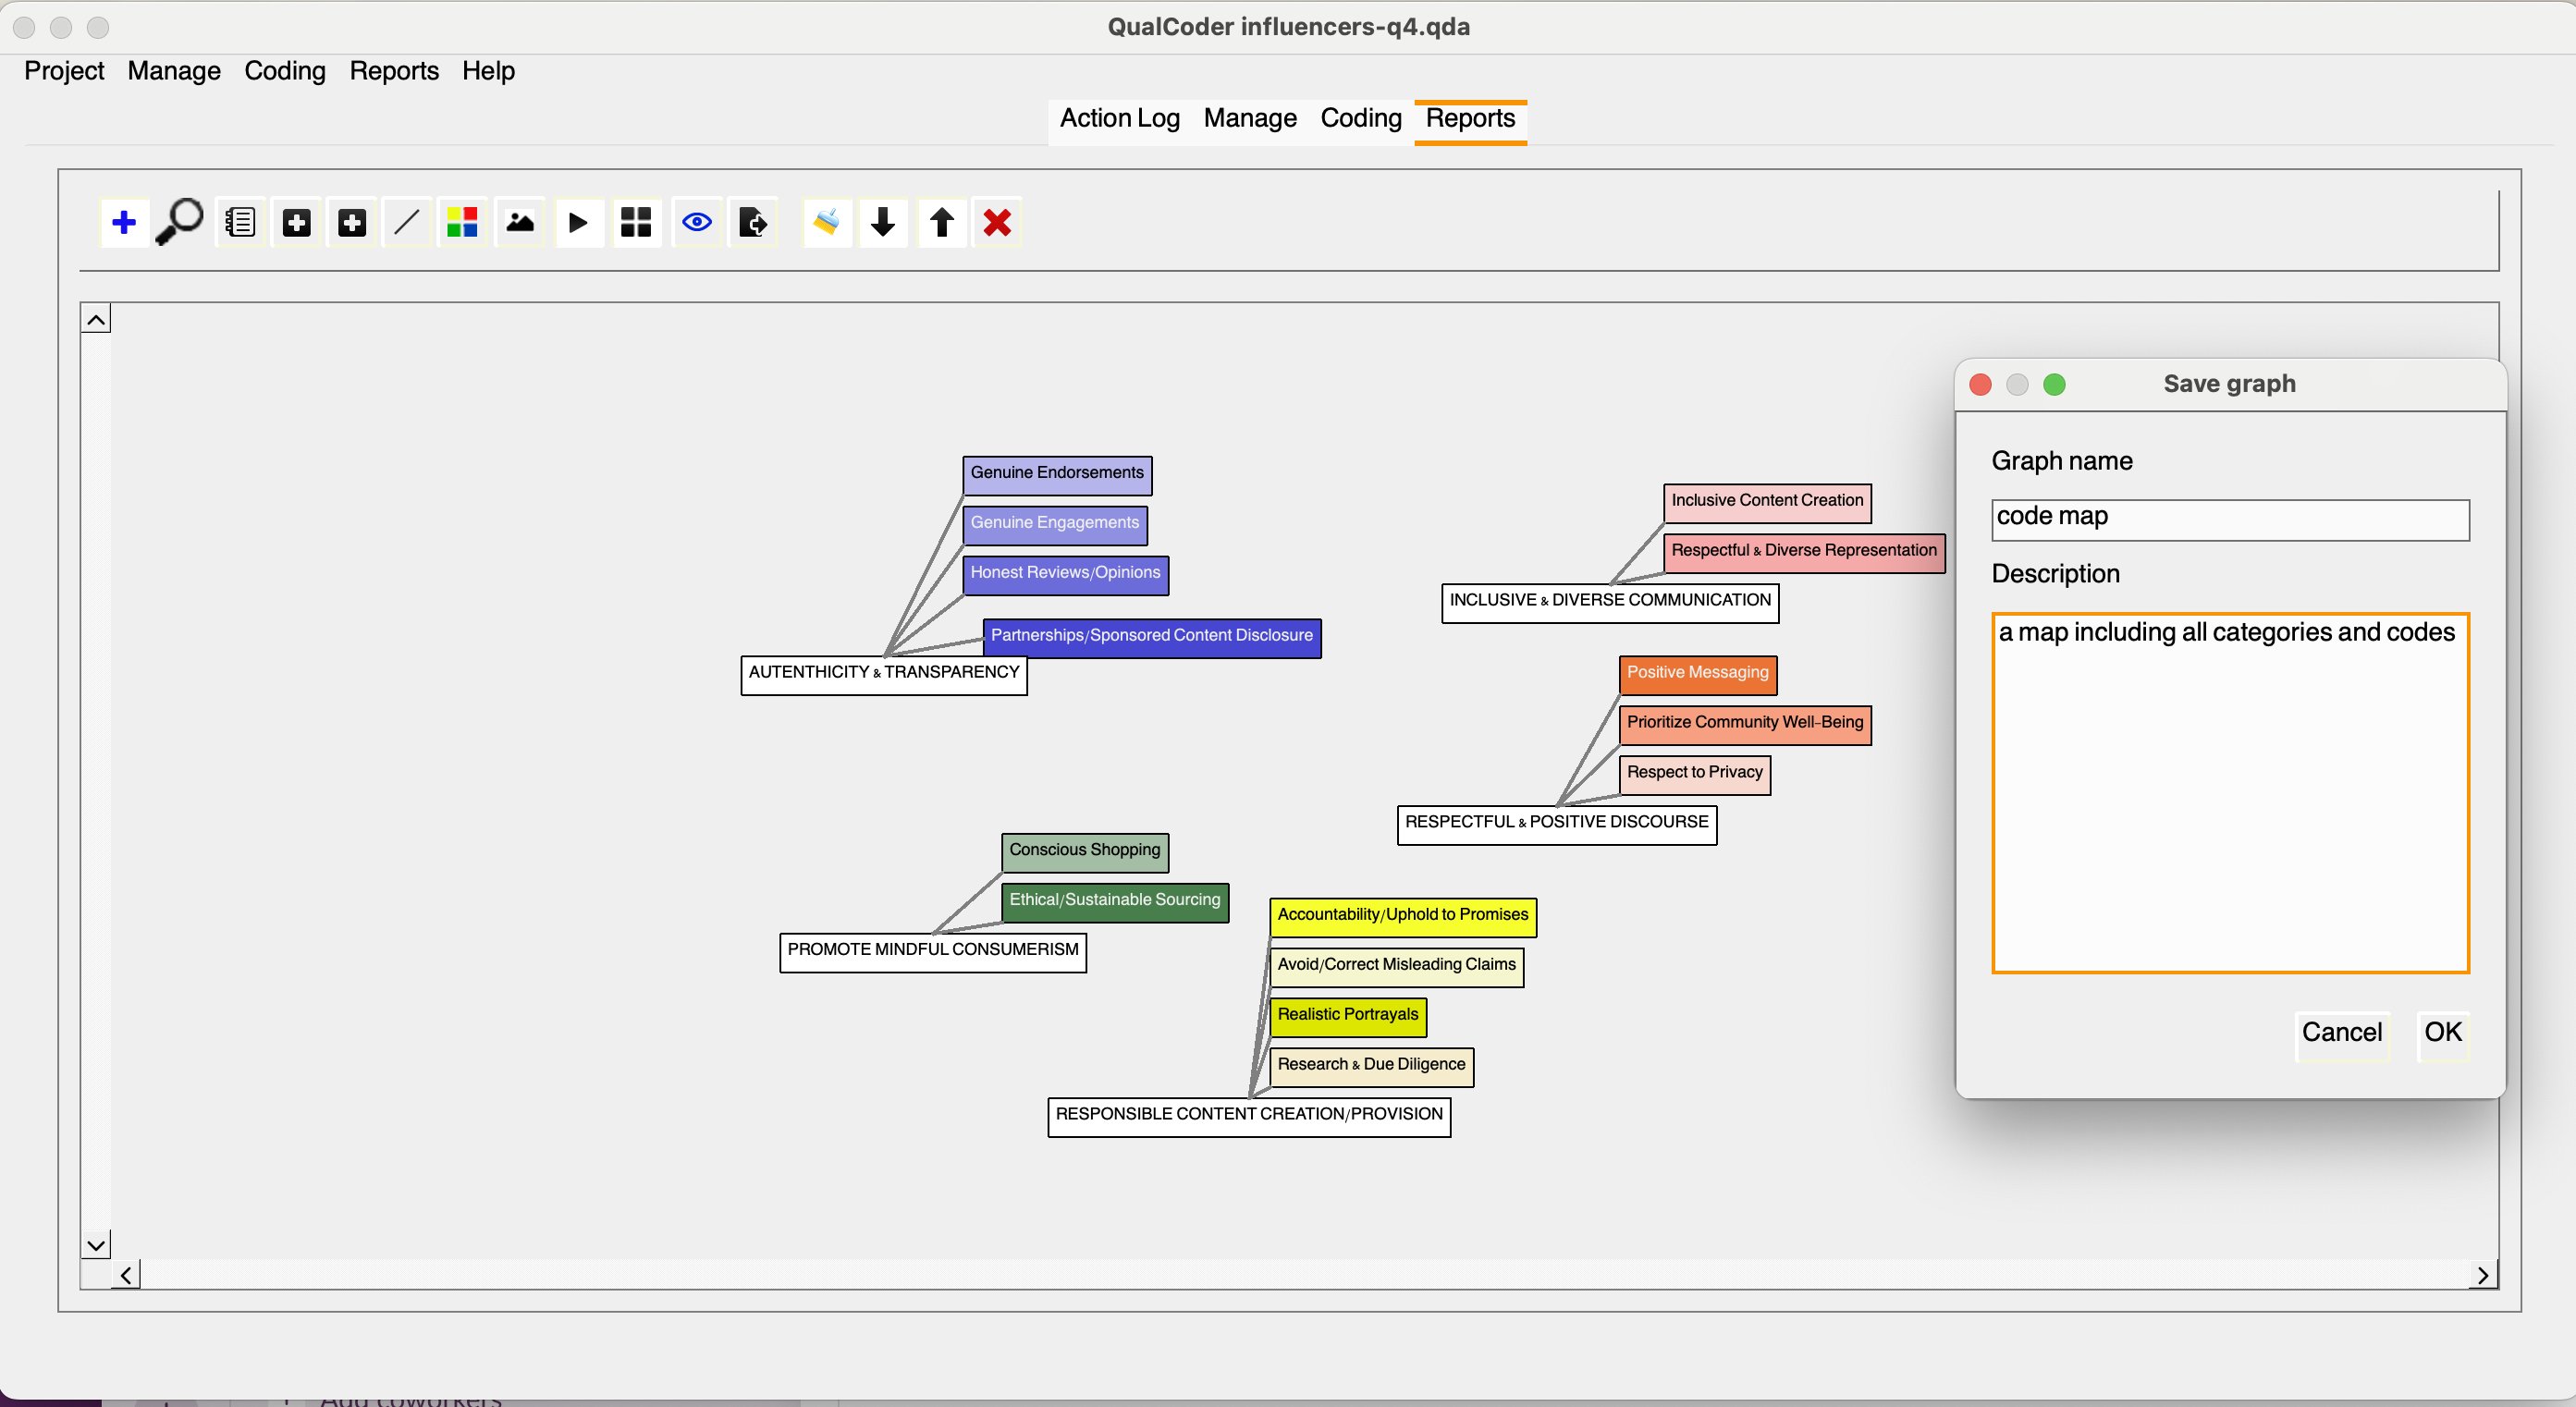 QualCoder influencers-q4.qda
Project Manage Coding Reports Help
Action Log Manage Coding Reports
Genuine Endorsements
Genuine Engagements
Honest Reviews/Opinions
Partnerships/Sponsored Content Disclosure
AUTENTHICITY & TRANSPARENCY
Inclusive Content Creation
Respectful & Diverse Representation
INCLUSIVE & DIVERSE COMMUNICATION
Positive Messaging
Prioritize Community Well-Being
Respect to Privacy
RESPECTFUL & POSITIVE DISCOURSE
Conscious Shopping
Ethical/Sustainable Sourcing
PROMOTE MINDFUL CONSUMERISM
Accountability/Uphold to Promises
Avoid/Correct Misleading Claims
Realistic Portrayals
Research & Due Diligence
RESPONSIBLE CONTENT CREATION/PROVISION
Save graph
Graph name
code map
Description
a map including all categories and codes
Cancel OK
Add coworkers